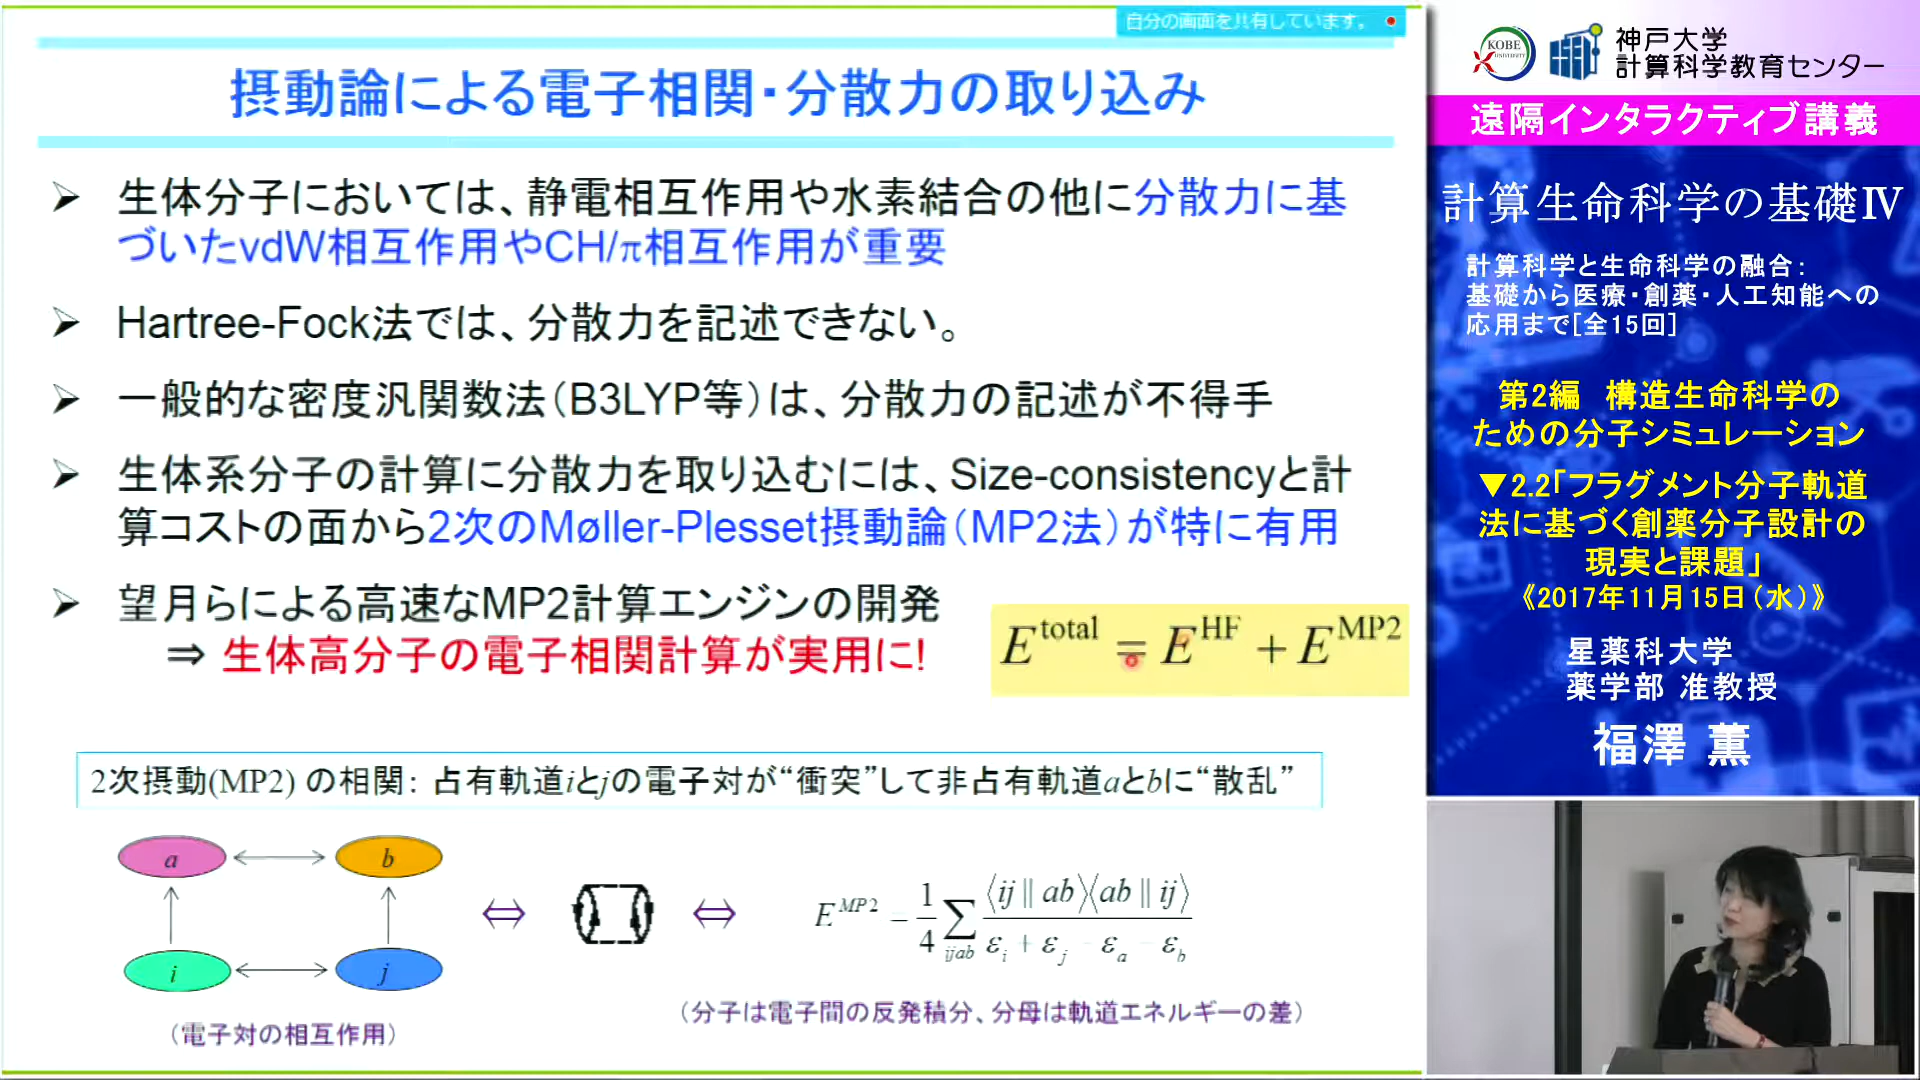 自分の画面を共有しています。
摂動論による電子相関・分散力の取り込み
➢ 生体分子においては、静電相互作用や水素結合の他に分散力に基
づいたvdW相互作用やCH/π相互作用が重要
➢ Hartree-Fock法では、分散力を記述できない。
➢ 一般的な密度汎関数法（B3LYP等）は、分散力の記述が不得手
➢ 生体系分子の計算に分散力を取り込むには、Size-consistencyと計
算コストの面から2次のMøller-Plesset摂動論（MP2法）が特に有用
➢ 望月らによる高速なMP2計算エンジンの開発
⇒ 生体高分子の電子相関計算が実用に!
E^total = E^HF + E^MP2
2次摂動(MP2) の相関： 占有軌道iとjの電子対が“衝突”して非占有軌道aとbに“散乱”
a ↔ b
i ↔ j
（電子対の相互作用）
⇔ ⇔
E^MP2 = 1/4 Σ_ijab ⟨ij || ab⟩⟨ab || ij⟩ / ε_i + ε_j − ε_a − ε_b
（分子は電子間の反発積分、分母は軌道エネルギーの差）
KOBE
UNIVERSITY
神戸大学
計算科学教育センター
遠隔インタラクティブ講義
計算生命科学の基礎Ⅳ
計算科学と生命科学の融合：
基礎から医療・創薬・人工知能への
応用まで[全15回]
第2編 構造生命科学の
ための分子シミュレーション
▼2.2「フラグメント分子軌道
法に基づく創薬分子設計の
現実と課題」
《2017年11月15日（水）》
星薬科大学
薬学部 准教授
福澤 薫